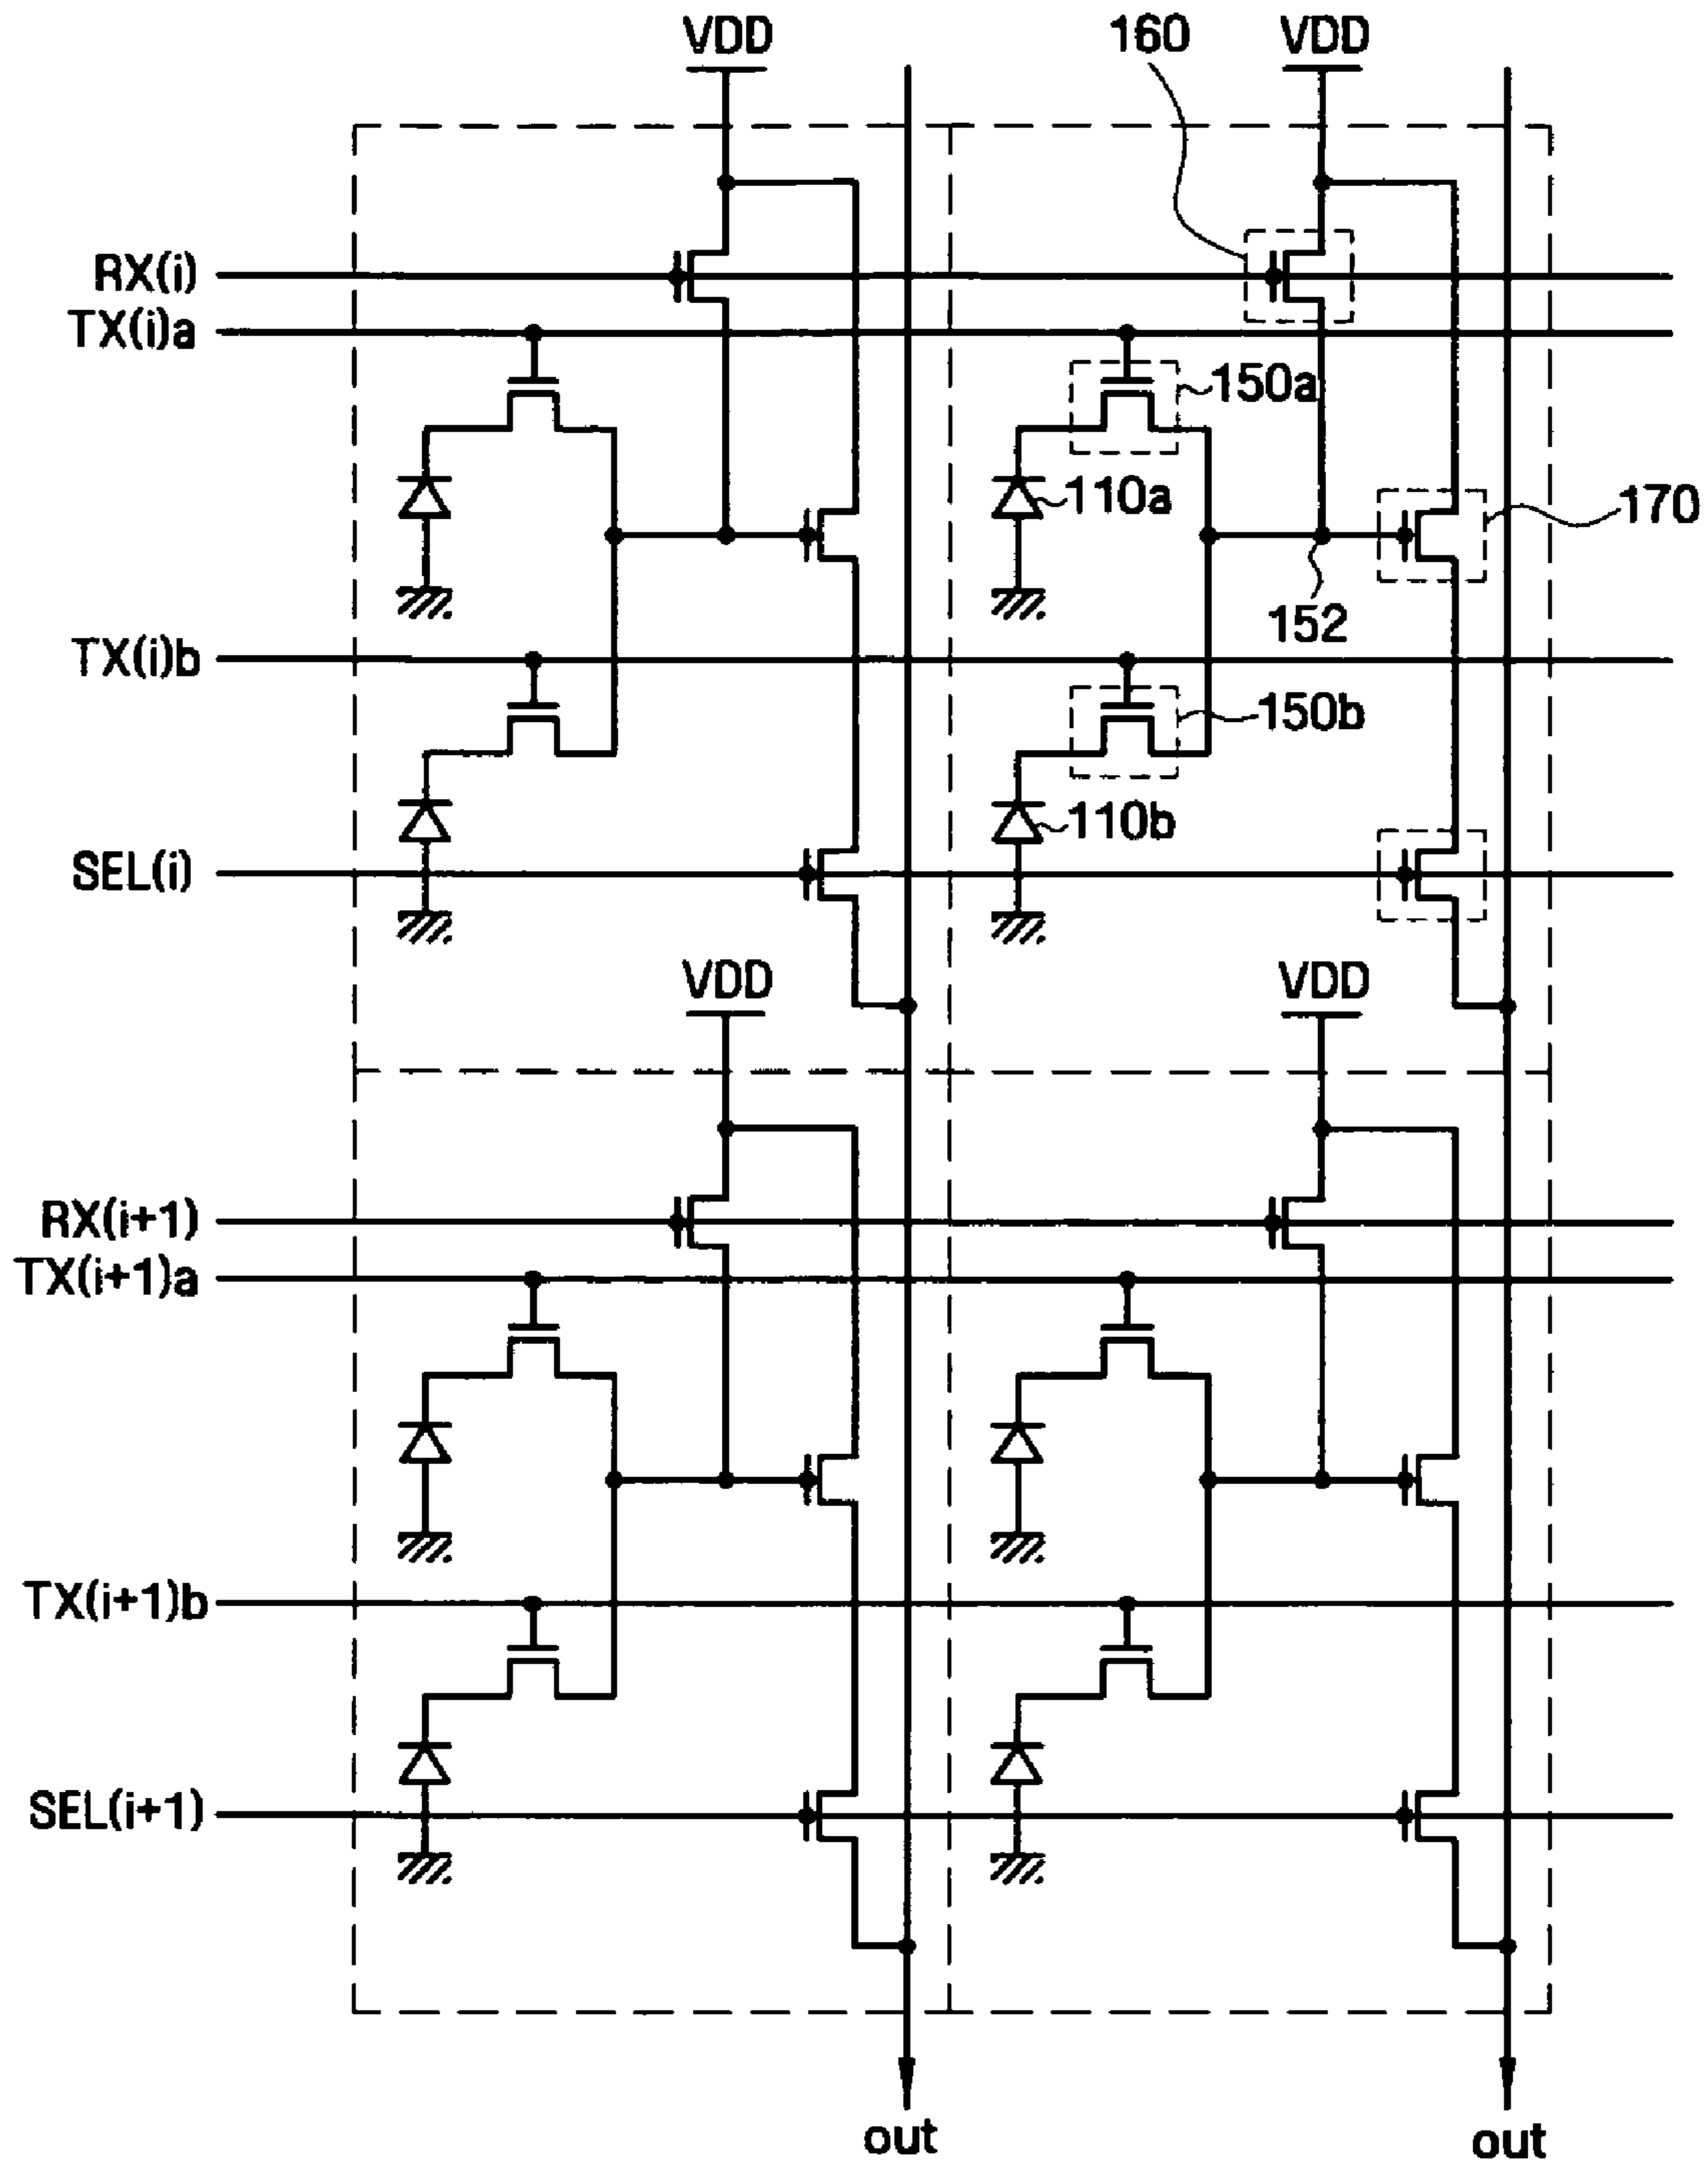 VDD
160
VDD
RX(i)
TX(i)a
150a
110a
170
152
TX(i)b
150b
110b
SEL(i)
VDD
VDD
RX(i+1)
TX(i+1)a
TX(i+1)b
SEL(i+1)
out
out